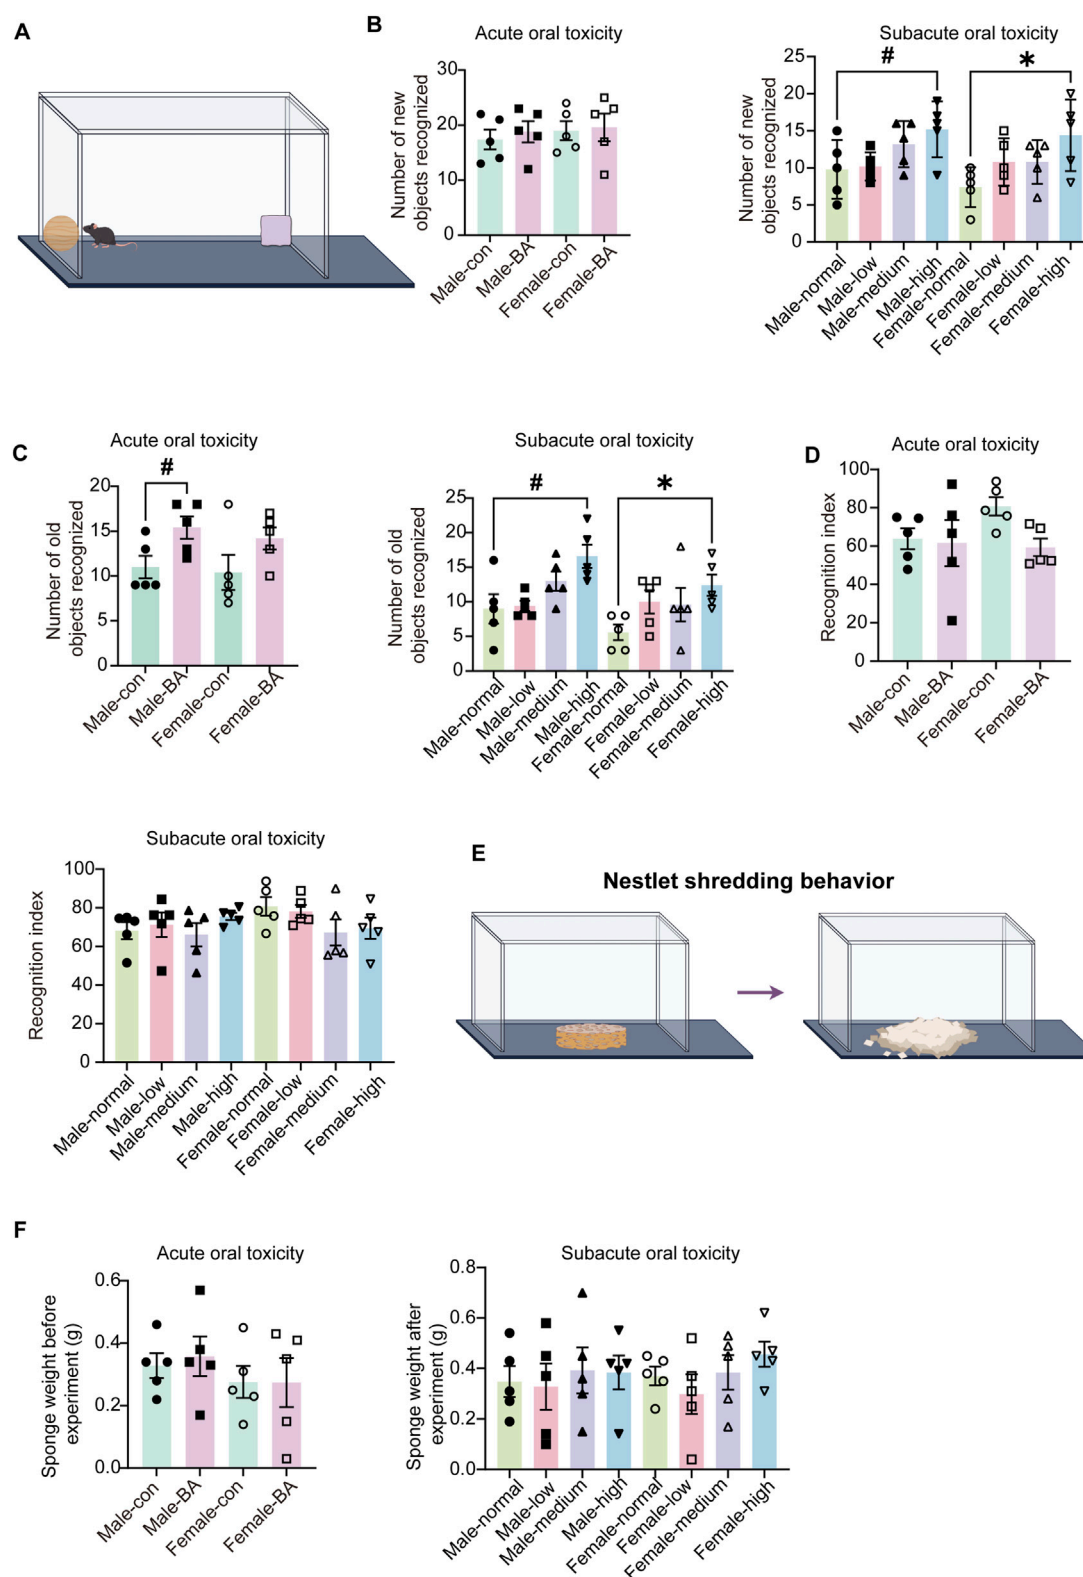 A
B
Acute oral toxicity
Number of new
objects recognized
30
20
10
0
Male-con
Male-BA
Female-con
Female-BA
Subacute oral toxicity
Number of new
objects recognized
25
20
15
10
5
0
#
*
Male-normal
Male-low
Male-medium
Male-high
Female-normal
Female-low
Female-medium
Female-high
C
Acute oral toxicity
Number of old
objects recognized
20
15
10
5
0
#
Male-con
Male-BA
Female-con
Female-BA
Subacute oral toxicity
Number of old
objects recognized
25
20
15
10
5
0
#
*
Male-normal
Male-low
Male-medium
Male-high
Female-normal
Female-low
Female-medium
Female-high
D
Acute oral toxicity
Recognition index
100
80
60
40
20
0
Male-con
Male-BA
Female-con
Female-BA
Subacute oral toxicity
Recognition index
100
80
60
40
20
0
Male-normal
Male-low
Male-medium
Male-high
Female-normal
Female-low
Female-medium
Female-high
E
Nestlet shredding behavior
F
Acute oral toxicity
Sponge weight before
experiment (g)
0.6
0.4
0.2
0.0
Male-con
Male-BA
Female-con
Female-BA
Subacute oral toxicity
Sponge weight after
experiment (g)
0.8
0.6
0.4
0.2
0.0
Male-normal
Male-low
Male-medium
Male-high
Female-normal
Female-low
Female-medium
Female-high